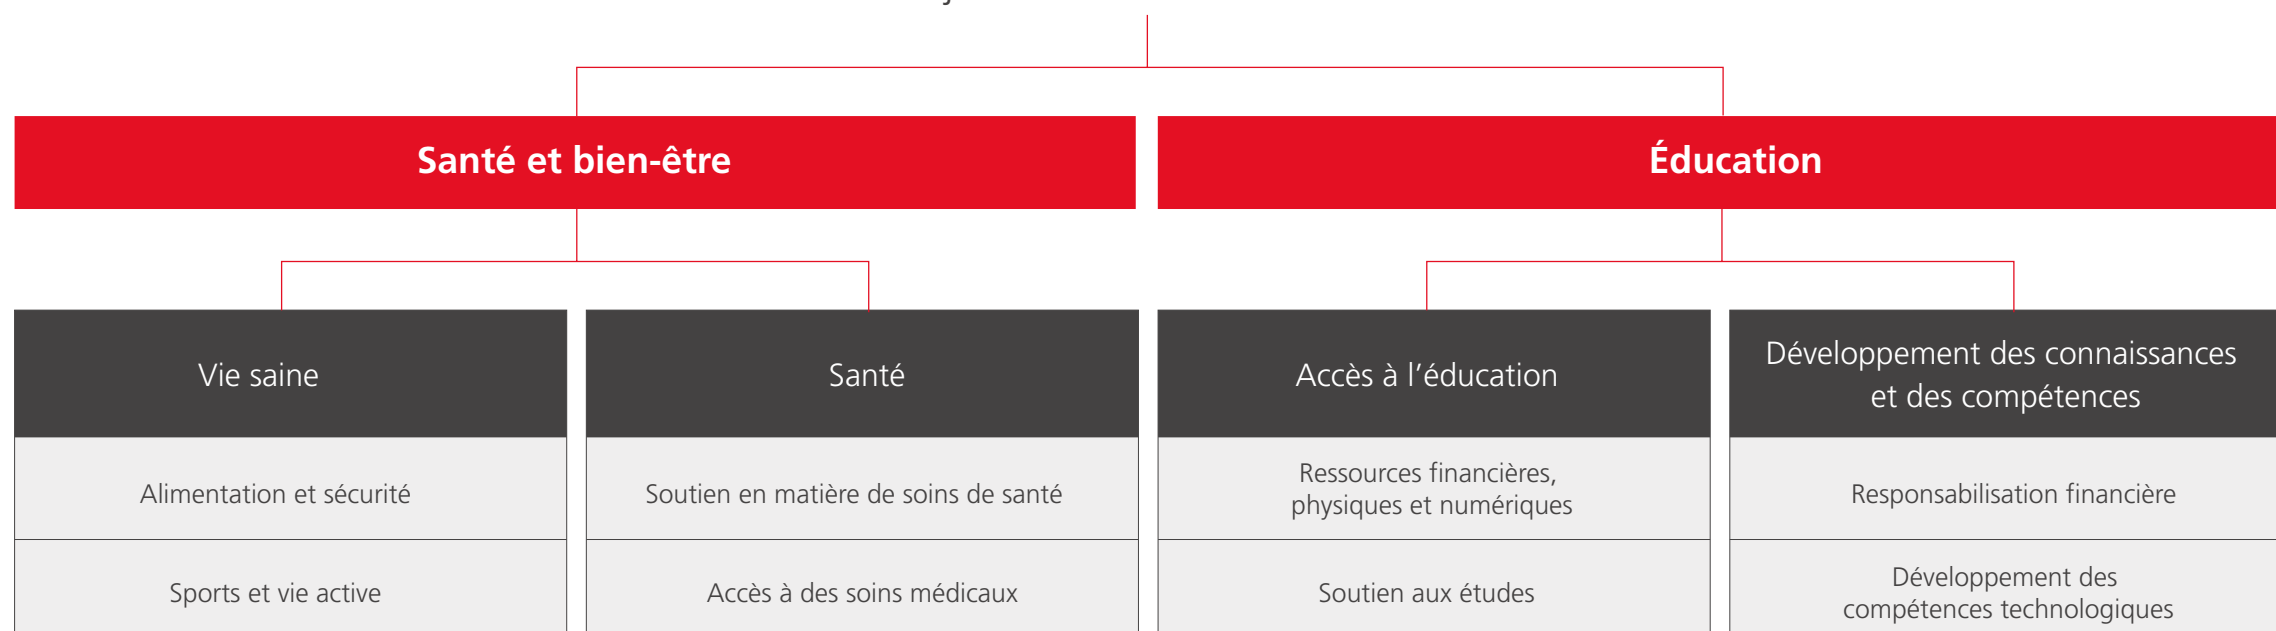 Santé et bien-être
Éducation
Vie saine
Santé
Accès à l’éducation
Développement des connaissances
et des compétences
Alimentation et sécurité
Soutien en matière de soins de santé
Ressources financières,
physiques et numériques
Responsabilisation financière
Sports et vie active
Accès à des soins médicaux
Soutien aux études
Développement des
compétences technologiques